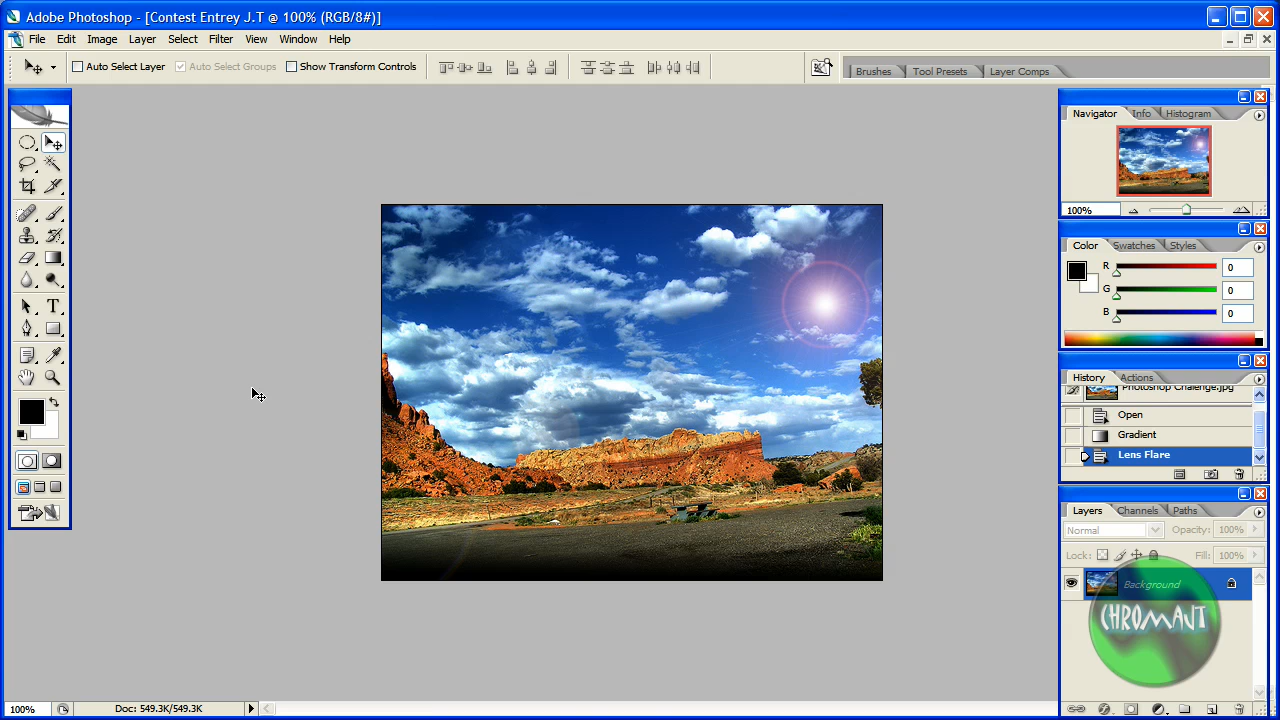 Adobe Photoshop - [Contest Entrey J.T @ 100% (RGB/8#)]
File Edit Image Layer Select Filter View Window Help
Auto Select Layer Auto Select Groups Show Transform Controls
Brushes Tool Presets Layer Comps
Navigator Info Histogram
100%
Color Swatches Styles
R 0
G 0
B 0
History Actions
Photoshop Challenge.jpg
Open
Gradient
Lens Flare
Layers Channels Paths
Normal Opacity: 100%
Lock: Fill: 100%
Background
CHROMAJT
T
100% Doc: 549.3K/549.3K